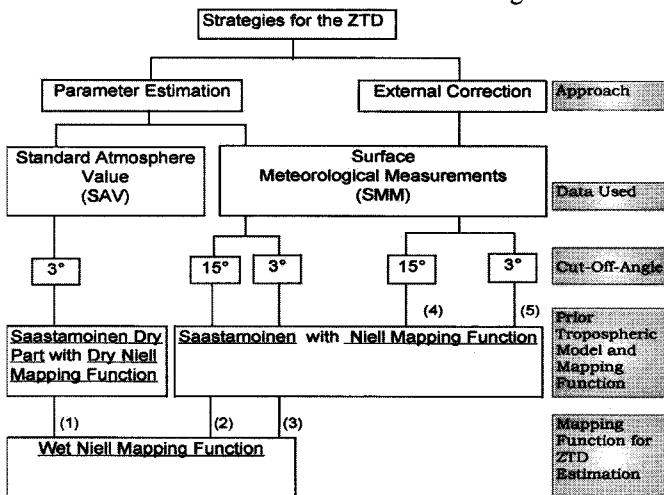 Strategies for the ZTD
Parameter Estimation
External Correction
Approach
Standard Atmosphere
Value
(SAV)
Surface
Meteorological Measurements
(SMM)
Data Used
3°
15°
3°
15°
3°
Cut-Off-Angle
(4)
(5)
Saastamoinen Dry
Part with Dry Niell
Mapping Function
Saastamoinen with Niell Mapping Function
Prior
Tropospheric
Model and
Mapping
Function
(1)
(2)
(3)
Wet Niell Mapping Function
Mapping
Function for
ZTD
Estimation